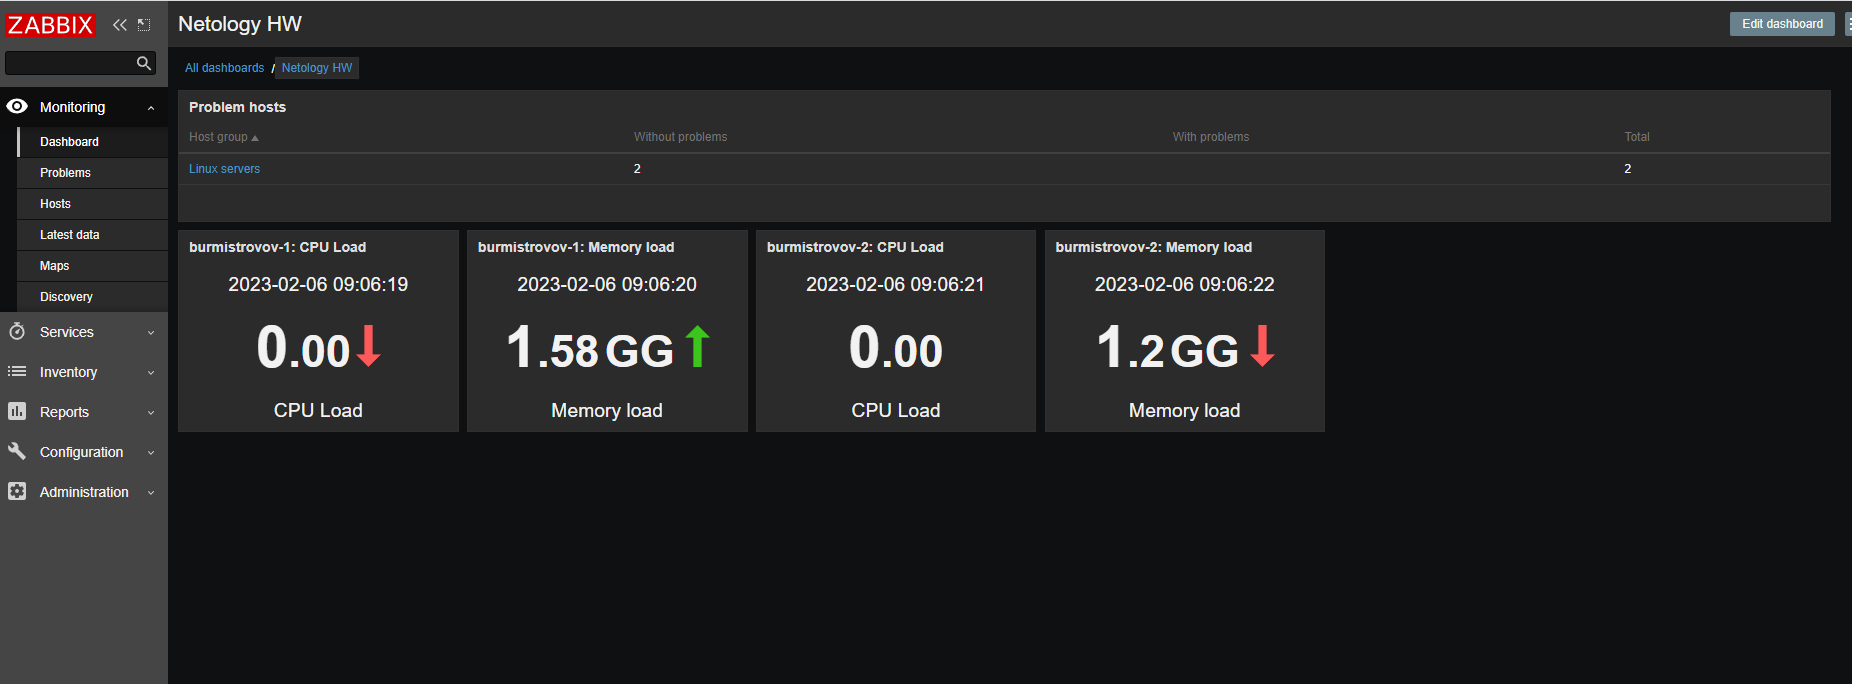 ZABBIX
Netology HW
Edit dashboard
All dashboards / Netology HW
Monitoring
Dashboard
Problems
Hosts
Latest data
Maps
Discovery
Services
Inventory
Reports
Configuration
Administration
Problem hosts
Host group Without problems With problems Total
Linux servers 2 2
burmistrovov-1: CPU Load
2023-02-06 09:06:19
0.00
CPU Load
burmistrovov-1: Memory load
2023-02-06 09:06:20
1.58 GG
Memory load
burmistrovov-2: CPU Load
2023-02-06 09:06:21
0.00
CPU Load
burmistrovov-2: Memory load
2023-02-06 09:06:22
1.2 GG
Memory load